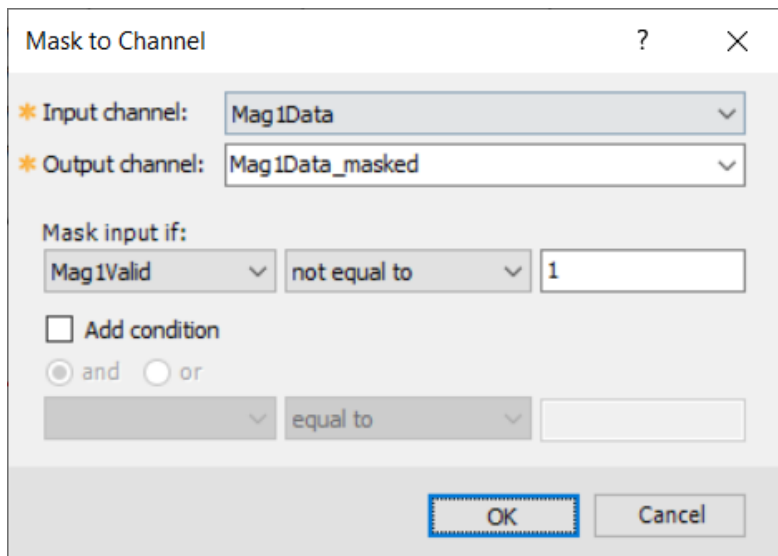 Mask to Channel ? ×
* Input channel: Mag1Data
* Output channel: Mag1Data_masked
Mask input if:
Mag1Valid not equal to 1
Add condition
and or
equal to
OK Cancel